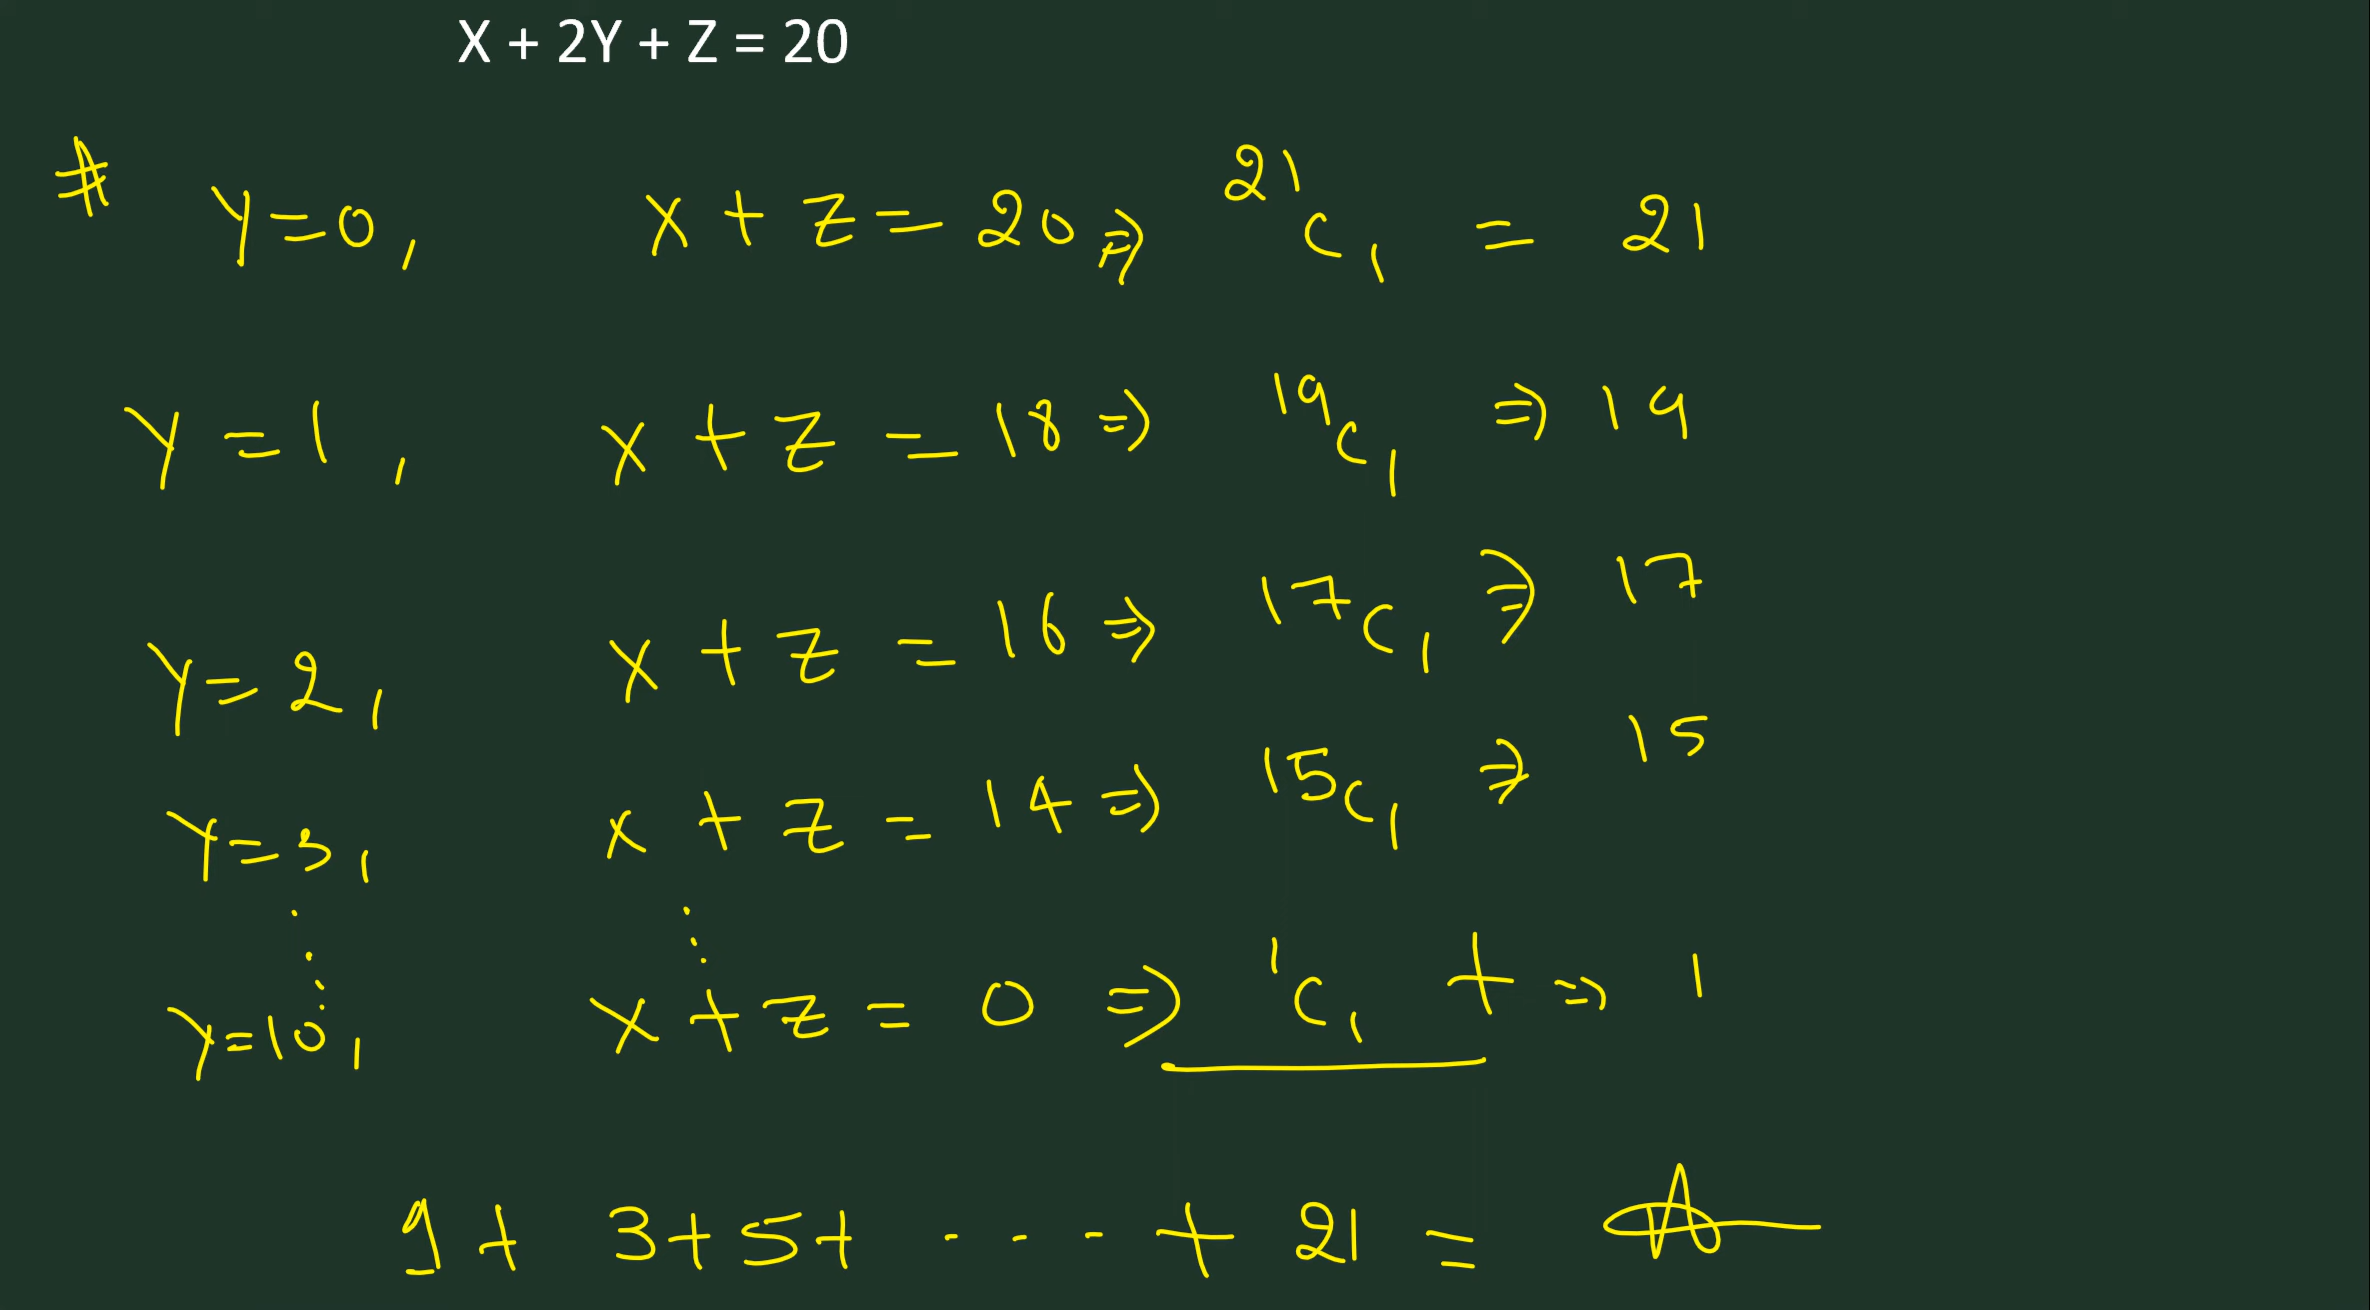 X + 2Y + Z = 20
# Y=0, x + z = 20 ⇒ ²¹C₁ = 21
Y=1, x + z = 18 ⇒ ¹⁹C₁ ⇒ 19
Y=2, x + z = 16 ⇒ ¹⁷C₁ ⇒ 17
Y=3, x + z = 14 ⇒ ¹⁵C₁ ⇒ 15
Y=10, x + z = 0 ⇒ ¹C₁ + ⇒ 1
1 + 3 + 5 + - - - + 21 =